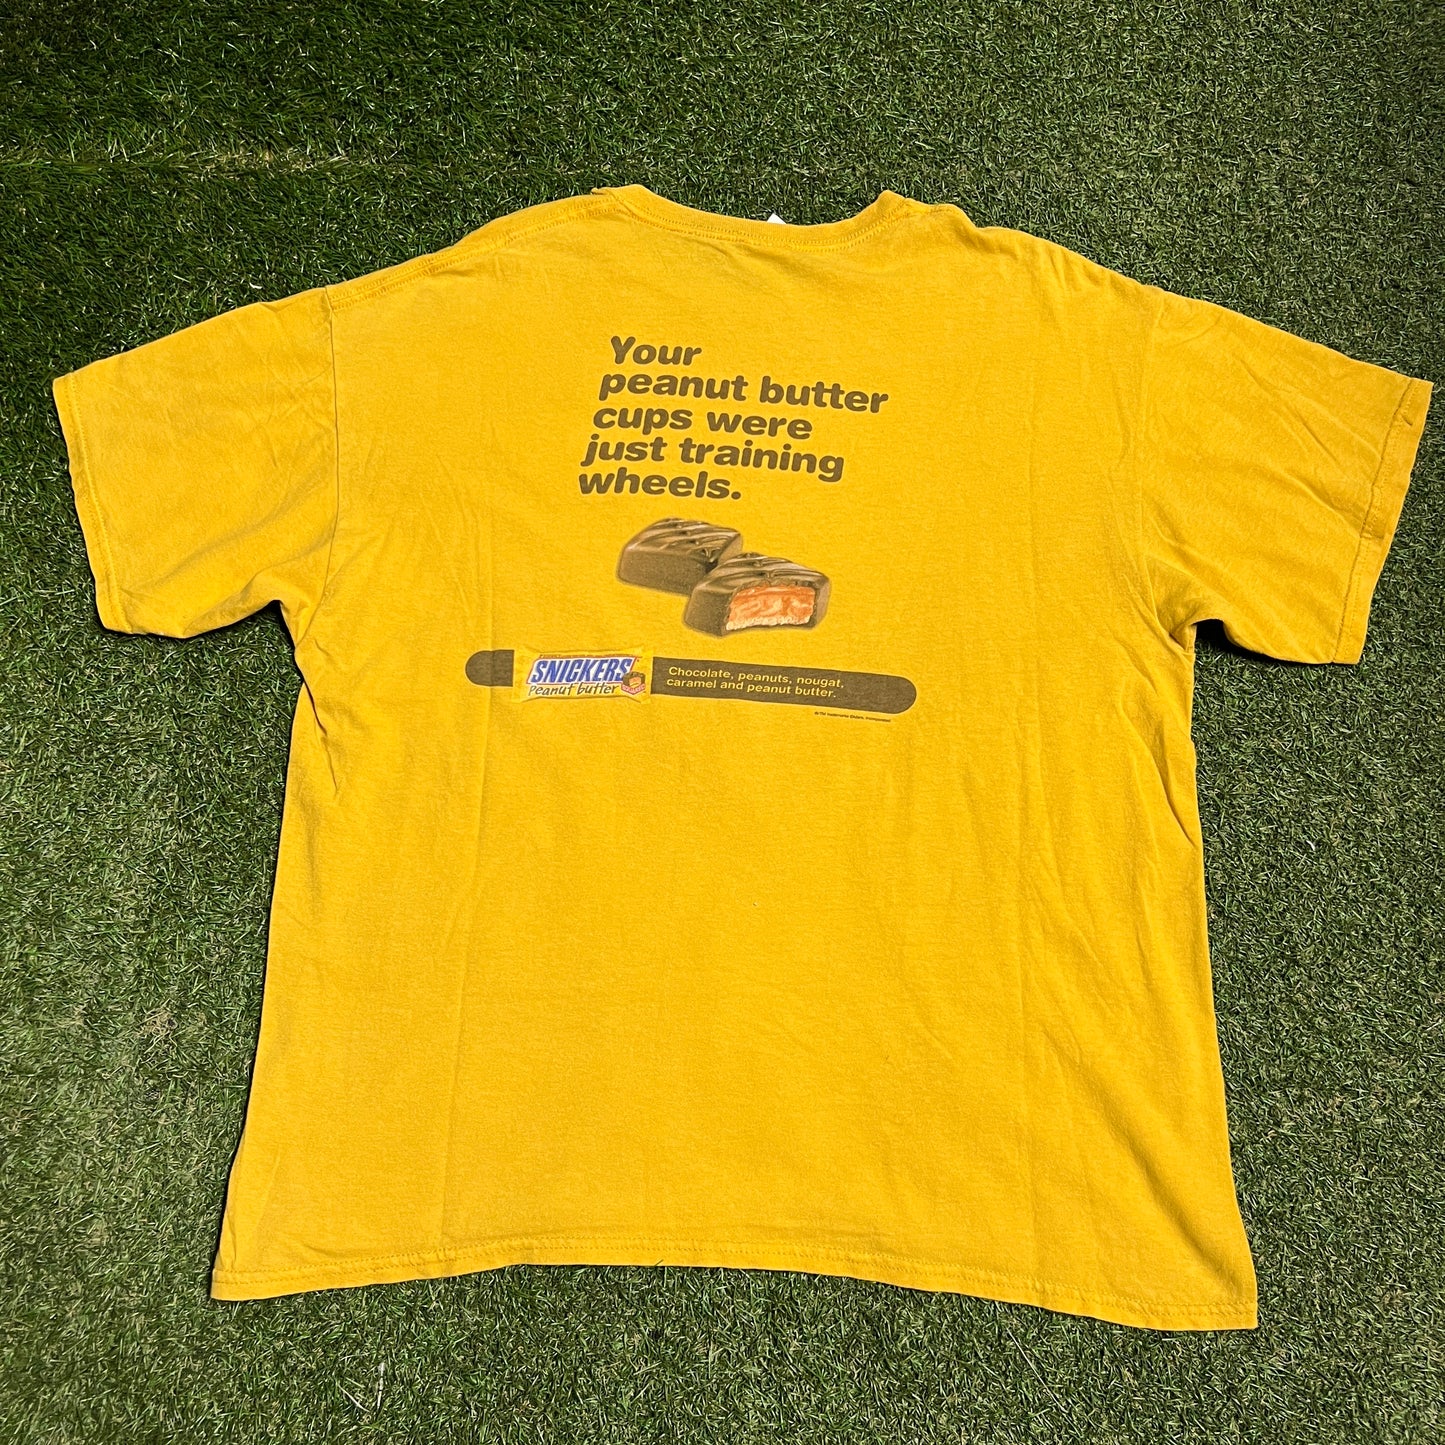 Your
peanut butter
cups were
just training
wheels.
SNICKERS
Peanut butter
Chocolate, peanuts, nougat,
caramel and peanut butter.